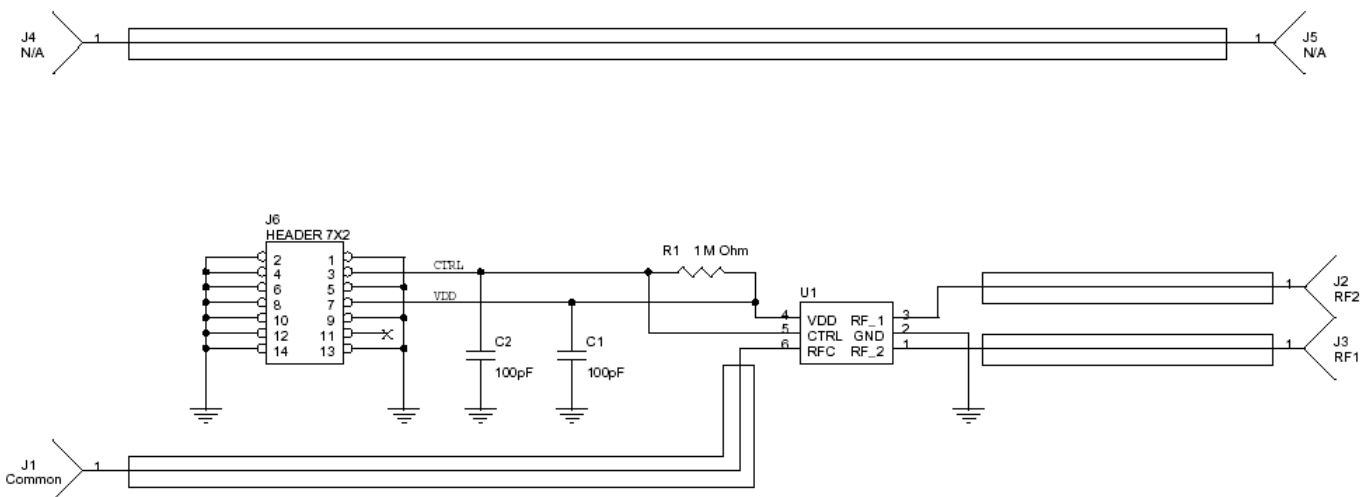 J4
N/A
1
1
J5
N/A
J6
HEADER 7X2
2 1
4 3
6 5
8 7
10 9
12 11
14 13
CTRL
VDD
R1 1 M Ohm
C2
100pF
C1
100pF
U1
4 VDD RF_1 3
5 CTRL GND 2
6 RFC RF_2 1
1
J2
RF2
1
J3
RF1
J1
Common
1